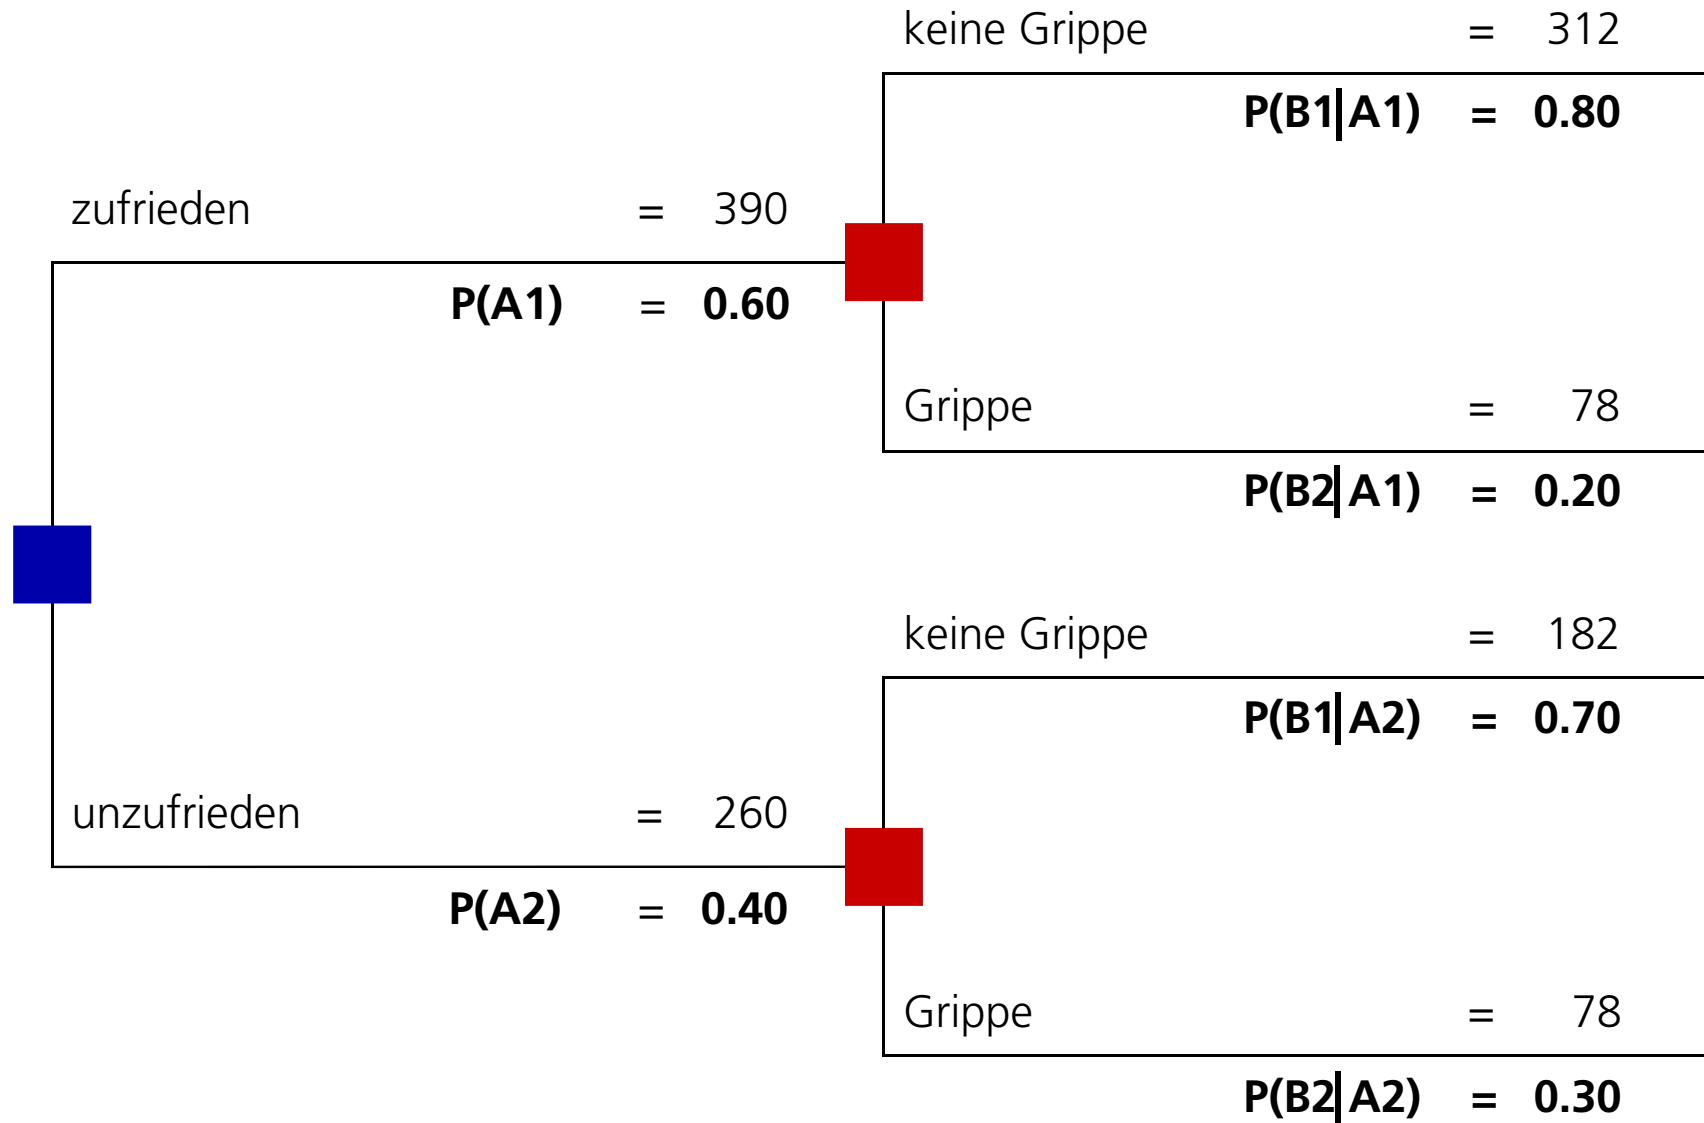 keine Grippe = 312
P(B1|A1) = 0.80
zufrieden = 390
P(A1) = 0.60
Grippe = 78
P(B2|A1) = 0.20
keine Grippe = 182
P(B1|A2) = 0.70
unzufrieden = 260
P(A2) = 0.40
Grippe = 78
P(B2|A2) = 0.30